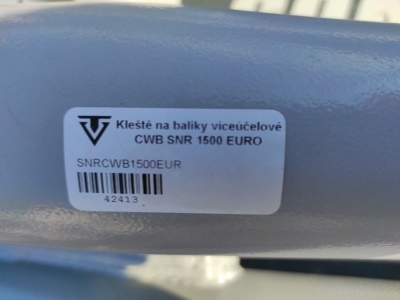 Kleště na balíky víceúčelové
CWB SNR 1500 EURO
SNRCWB1500EUR
42413